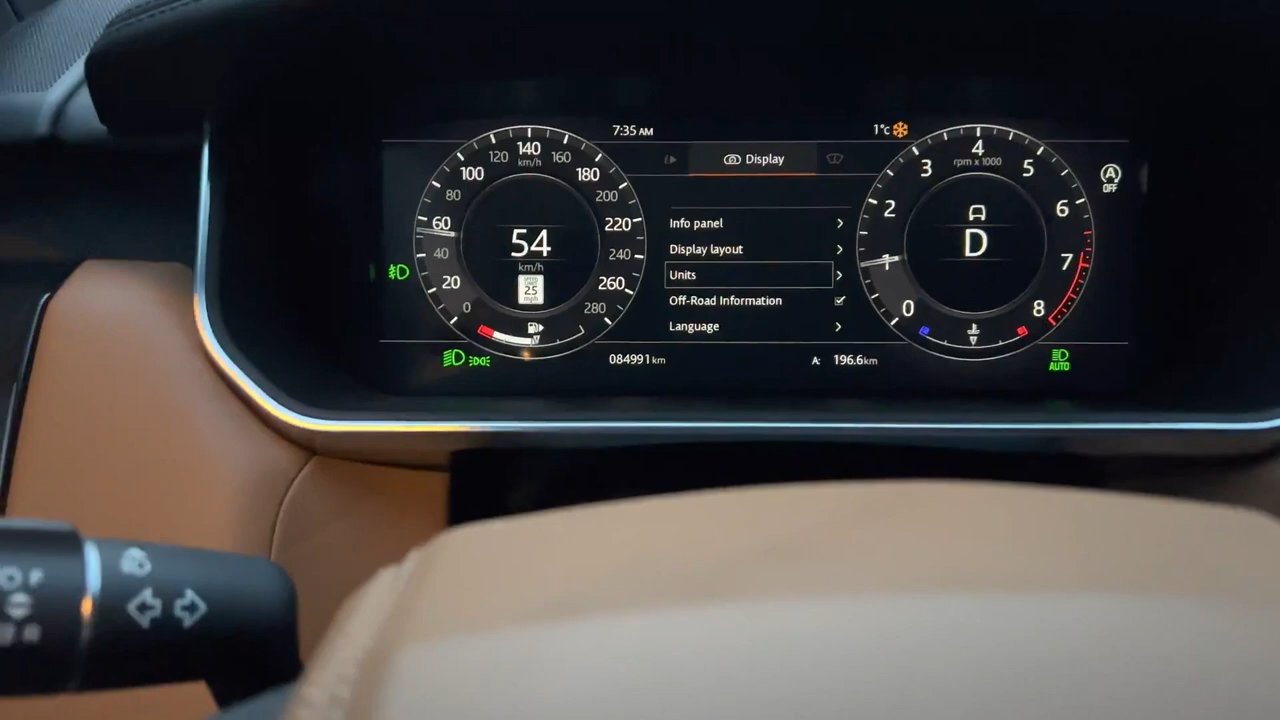 7:35 AM
1°c
Display
140
km/h
120
160
100
180
80
200
60
220
40
240
20
260
0
280
54
km/h
SPEED
LIMIT
25
mph
Info panel
Display layout
Units
Off-Road Information
Language
084991 km
A: 196.6km
4
rpm x 1000
3
5
2
6
1
7
0
8
D
A
OFF
AUTO